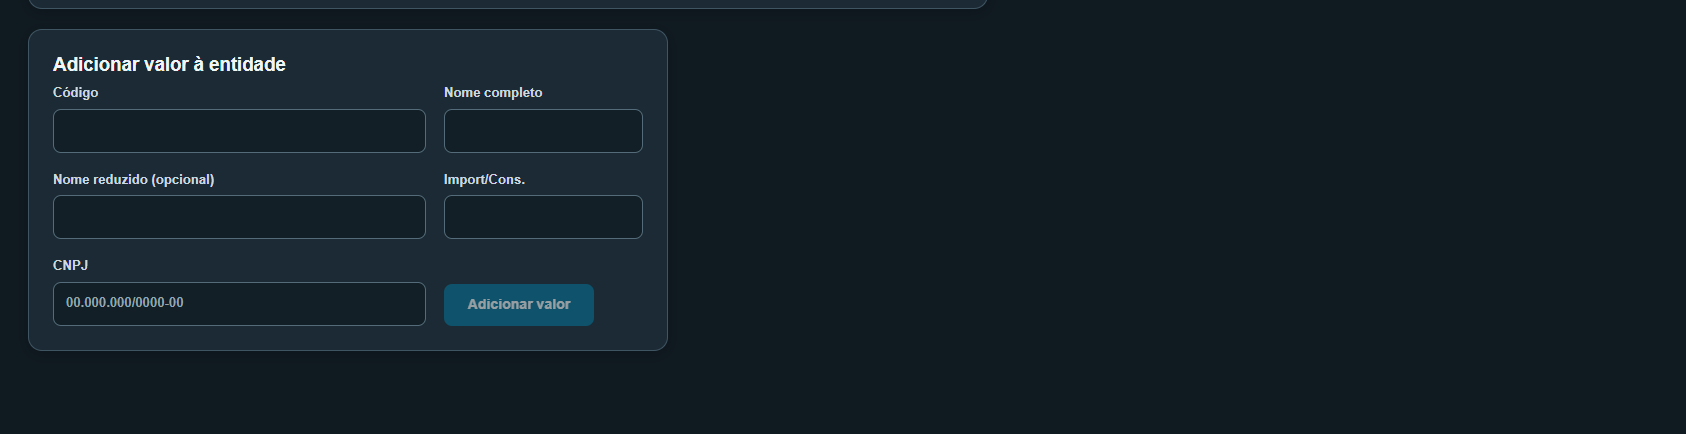 Adicionar valor à entidade
Código
Nome completo
Nome reduzido (opcional)
Import/Cons.
CNPJ
00.000.000/0000-00
Adicionar valor